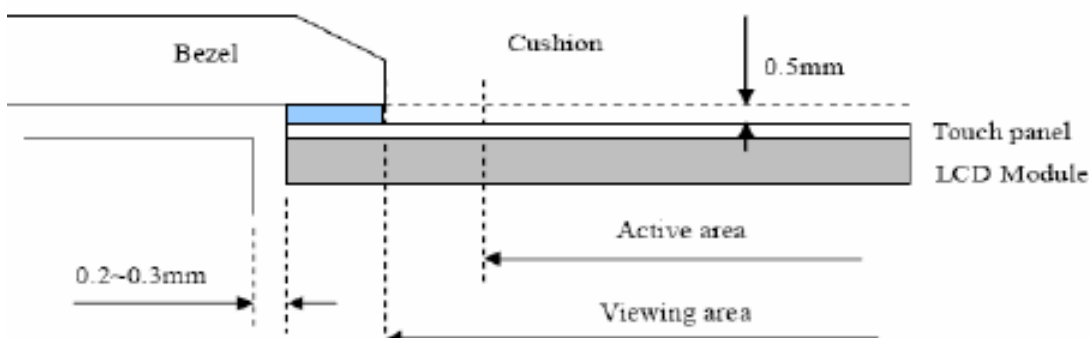 Bezel
Cushion
0.5mm
Touch panel
LCD Module
Active area
0.2~0.3mm
Viewing area